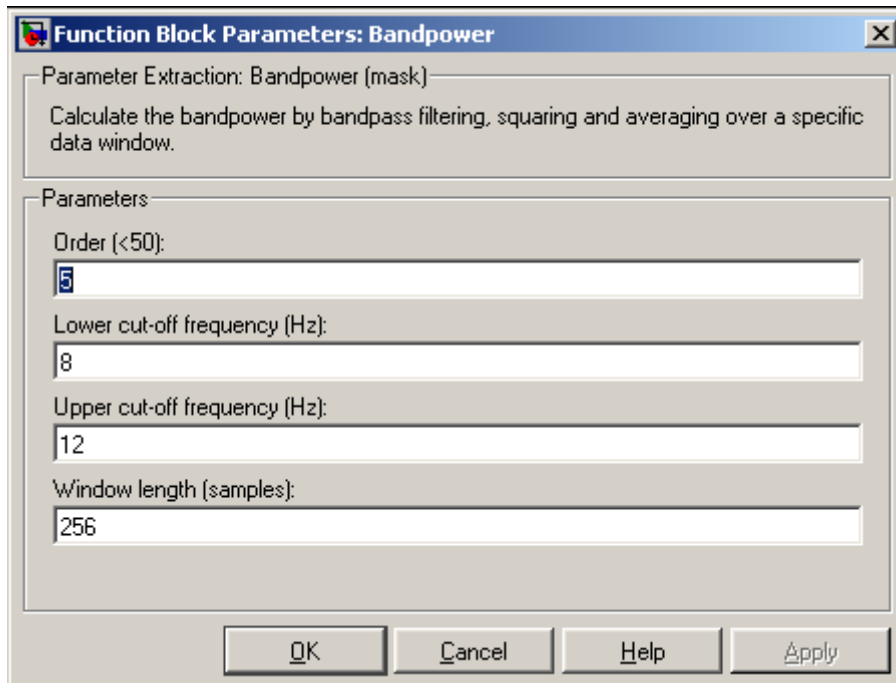 Function Block Parameters: Bandpower
Parameter Extraction: Bandpower (mask)
Calculate the bandpower by bandpass filtering, squaring and averaging over a specific
data window.
Parameters
Order (<50):
5
Lower cut-off frequency (Hz):
8
Upper cut-off frequency (Hz):
12
Window length (samples):
256
OK Cancel Help Apply